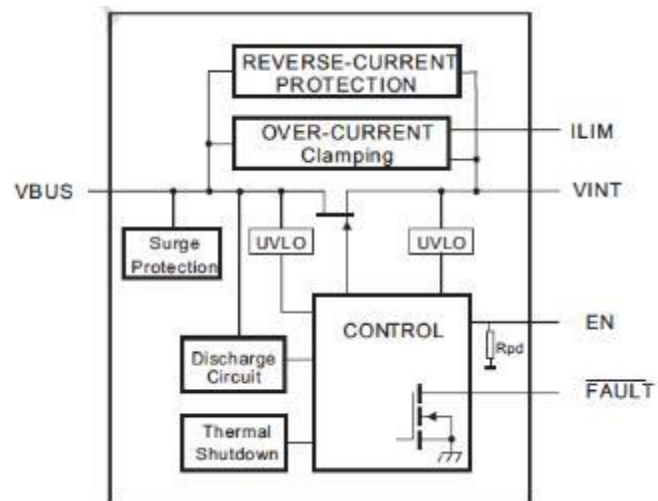 REVERSE-CURRENT
PROTECTION
OVER-CURRENT
Clamping
ILIM
VBUS
VINT
Surge
Protection
UVLO
UVLO
CONTROL
EN
Rpd
Discharge
Circuit
FAULT
Thermal
Shutdown